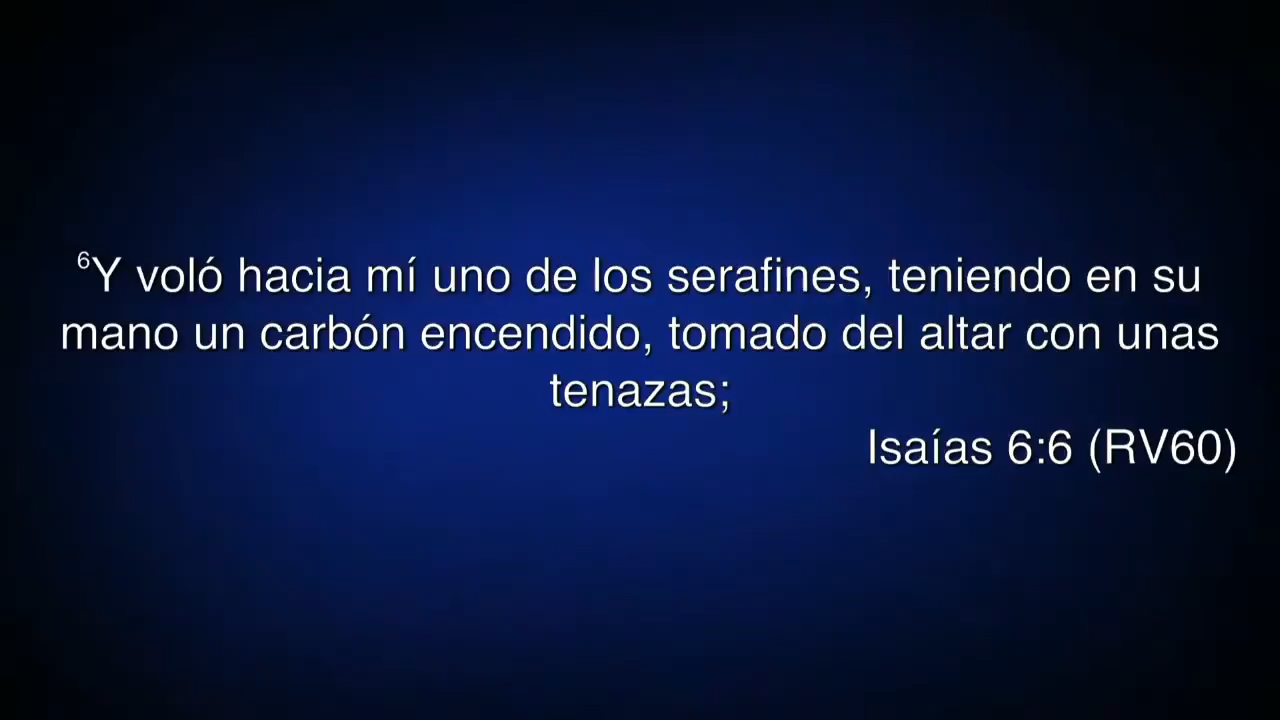 ⁶Y voló hacia mí uno de los serafines, teniendo en su
mano un carbón encendido, tomado del altar con unas
tenazas;
Isaías 6:6 (RV60)